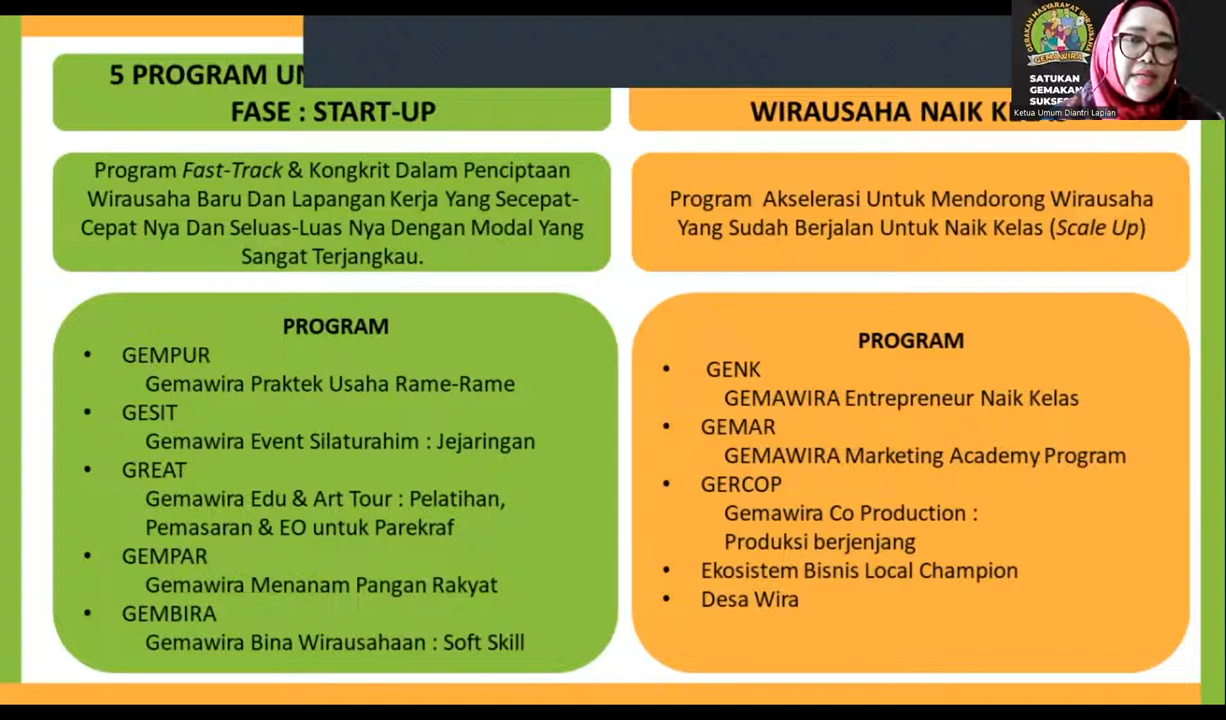 5 PROGRAM
FASE : START-UP
Program Fast-Track & Kongkrit Dalam Penciptaan
Wirausaha Baru Dan Lapangan Kerja Yang Secepat-
Cepat Nya Dan Seluas-Luas Nya Dengan Modal Yang
Sangat Terjangkau.
PROGRAM
• GEMPUR
Gemawira Praktek Usaha Rame-Rame
• GESIT
Gemawira Event Silaturahim : Jejaringan
• GREAT
Gemawira Edu & Art Tour : Pelatihan,
Pemasaran & EO untuk Parekraf
• GEMPAR
Gemawira Menanam Pangan Rakyat
• GEMBIRA
Gemawira Bina Wirausahaan : Soft Skill
WIRAUSAHA NAIK
Program Akselerasi Untuk Mendorong Wirausaha
Yang Sudah Berjalan Untuk Naik Kelas (Scale Up)
PROGRAM
• GENK
GEMAWIRA Entrepreneur Naik Kelas
• GEMAR
GEMAWIRA Marketing Academy Program
• GERCOP
Gemawira Co Production :
Produksi berjenjang
• Ekosistem Bisnis Local Champion
• Desa Wira
GERAKAN MASYARAKAT WIRAUSAHA
GEMAWIRA
SATUKAN
GEMAKAN
Ketua Umum Diantri Lapian